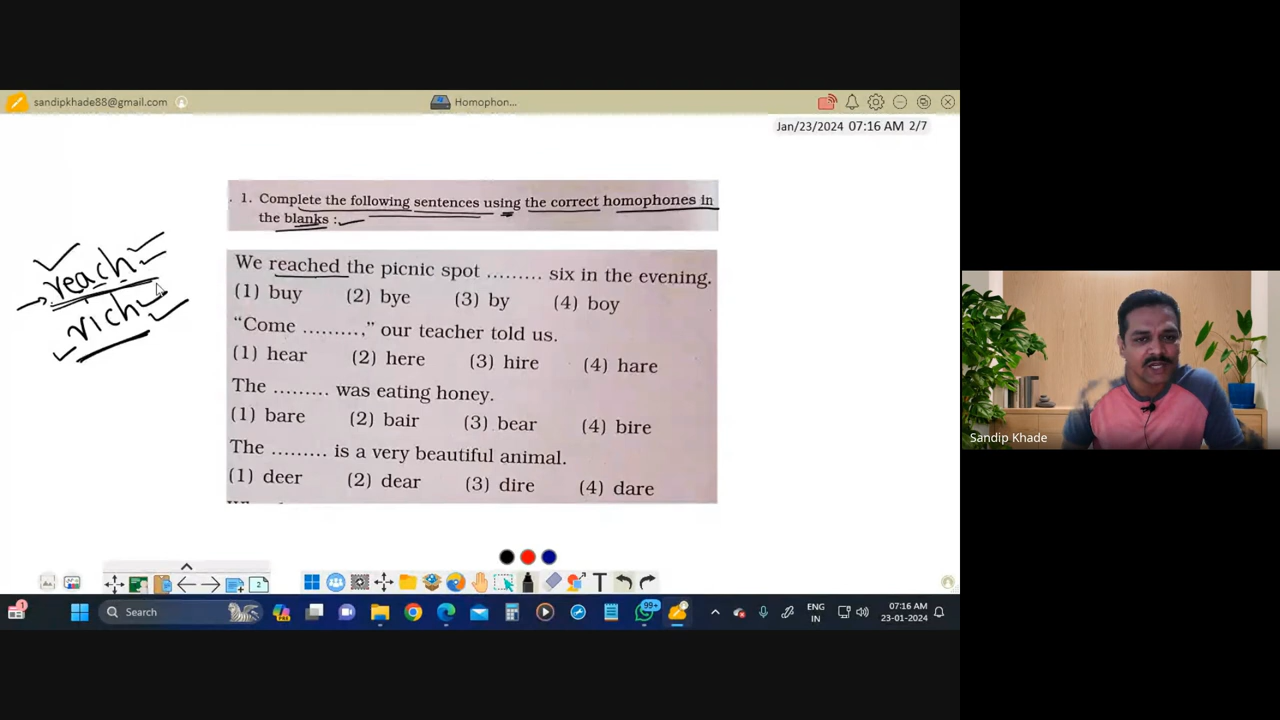 sandipkhade88@gmail.com
Homophon...
Jan/23/2024 07:16 AM 2/7
1. Complete the following sentences using the correct homophones in
the blanks :
reach
rich
We reached the picnic spot ......... six in the evening.
(1) buy (2) bye (3) by (4) boy
“Come ..........,” our teacher told us.
(1) hear (2) here (3) hire (4) hare
The ......... was eating honey.
(1) bare (2) bair (3) bear (4) bire
The ......... is a very beautiful animal.
(1) deer (2) dear (3) dire (4) dare
Sandip Khade
2
T
1
Search
PRE
99+
ENG
IN
07:16 AM
23-01-2024